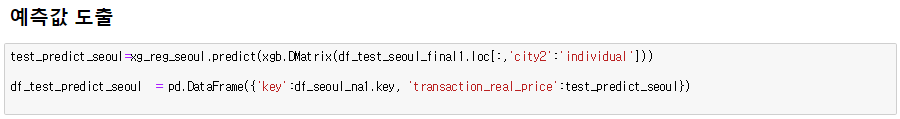 예측값 도출
test_predict_seoul=xg_reg_seoul.predict(xgb.DMatrix(df_test_seoul_final1.loc[:,'city2':'individual']))
df_test_predict_seoul  = pd.DataFrame({'key':df_seoul_na1.key, 'transaction_real_price':test_predict_seoul})